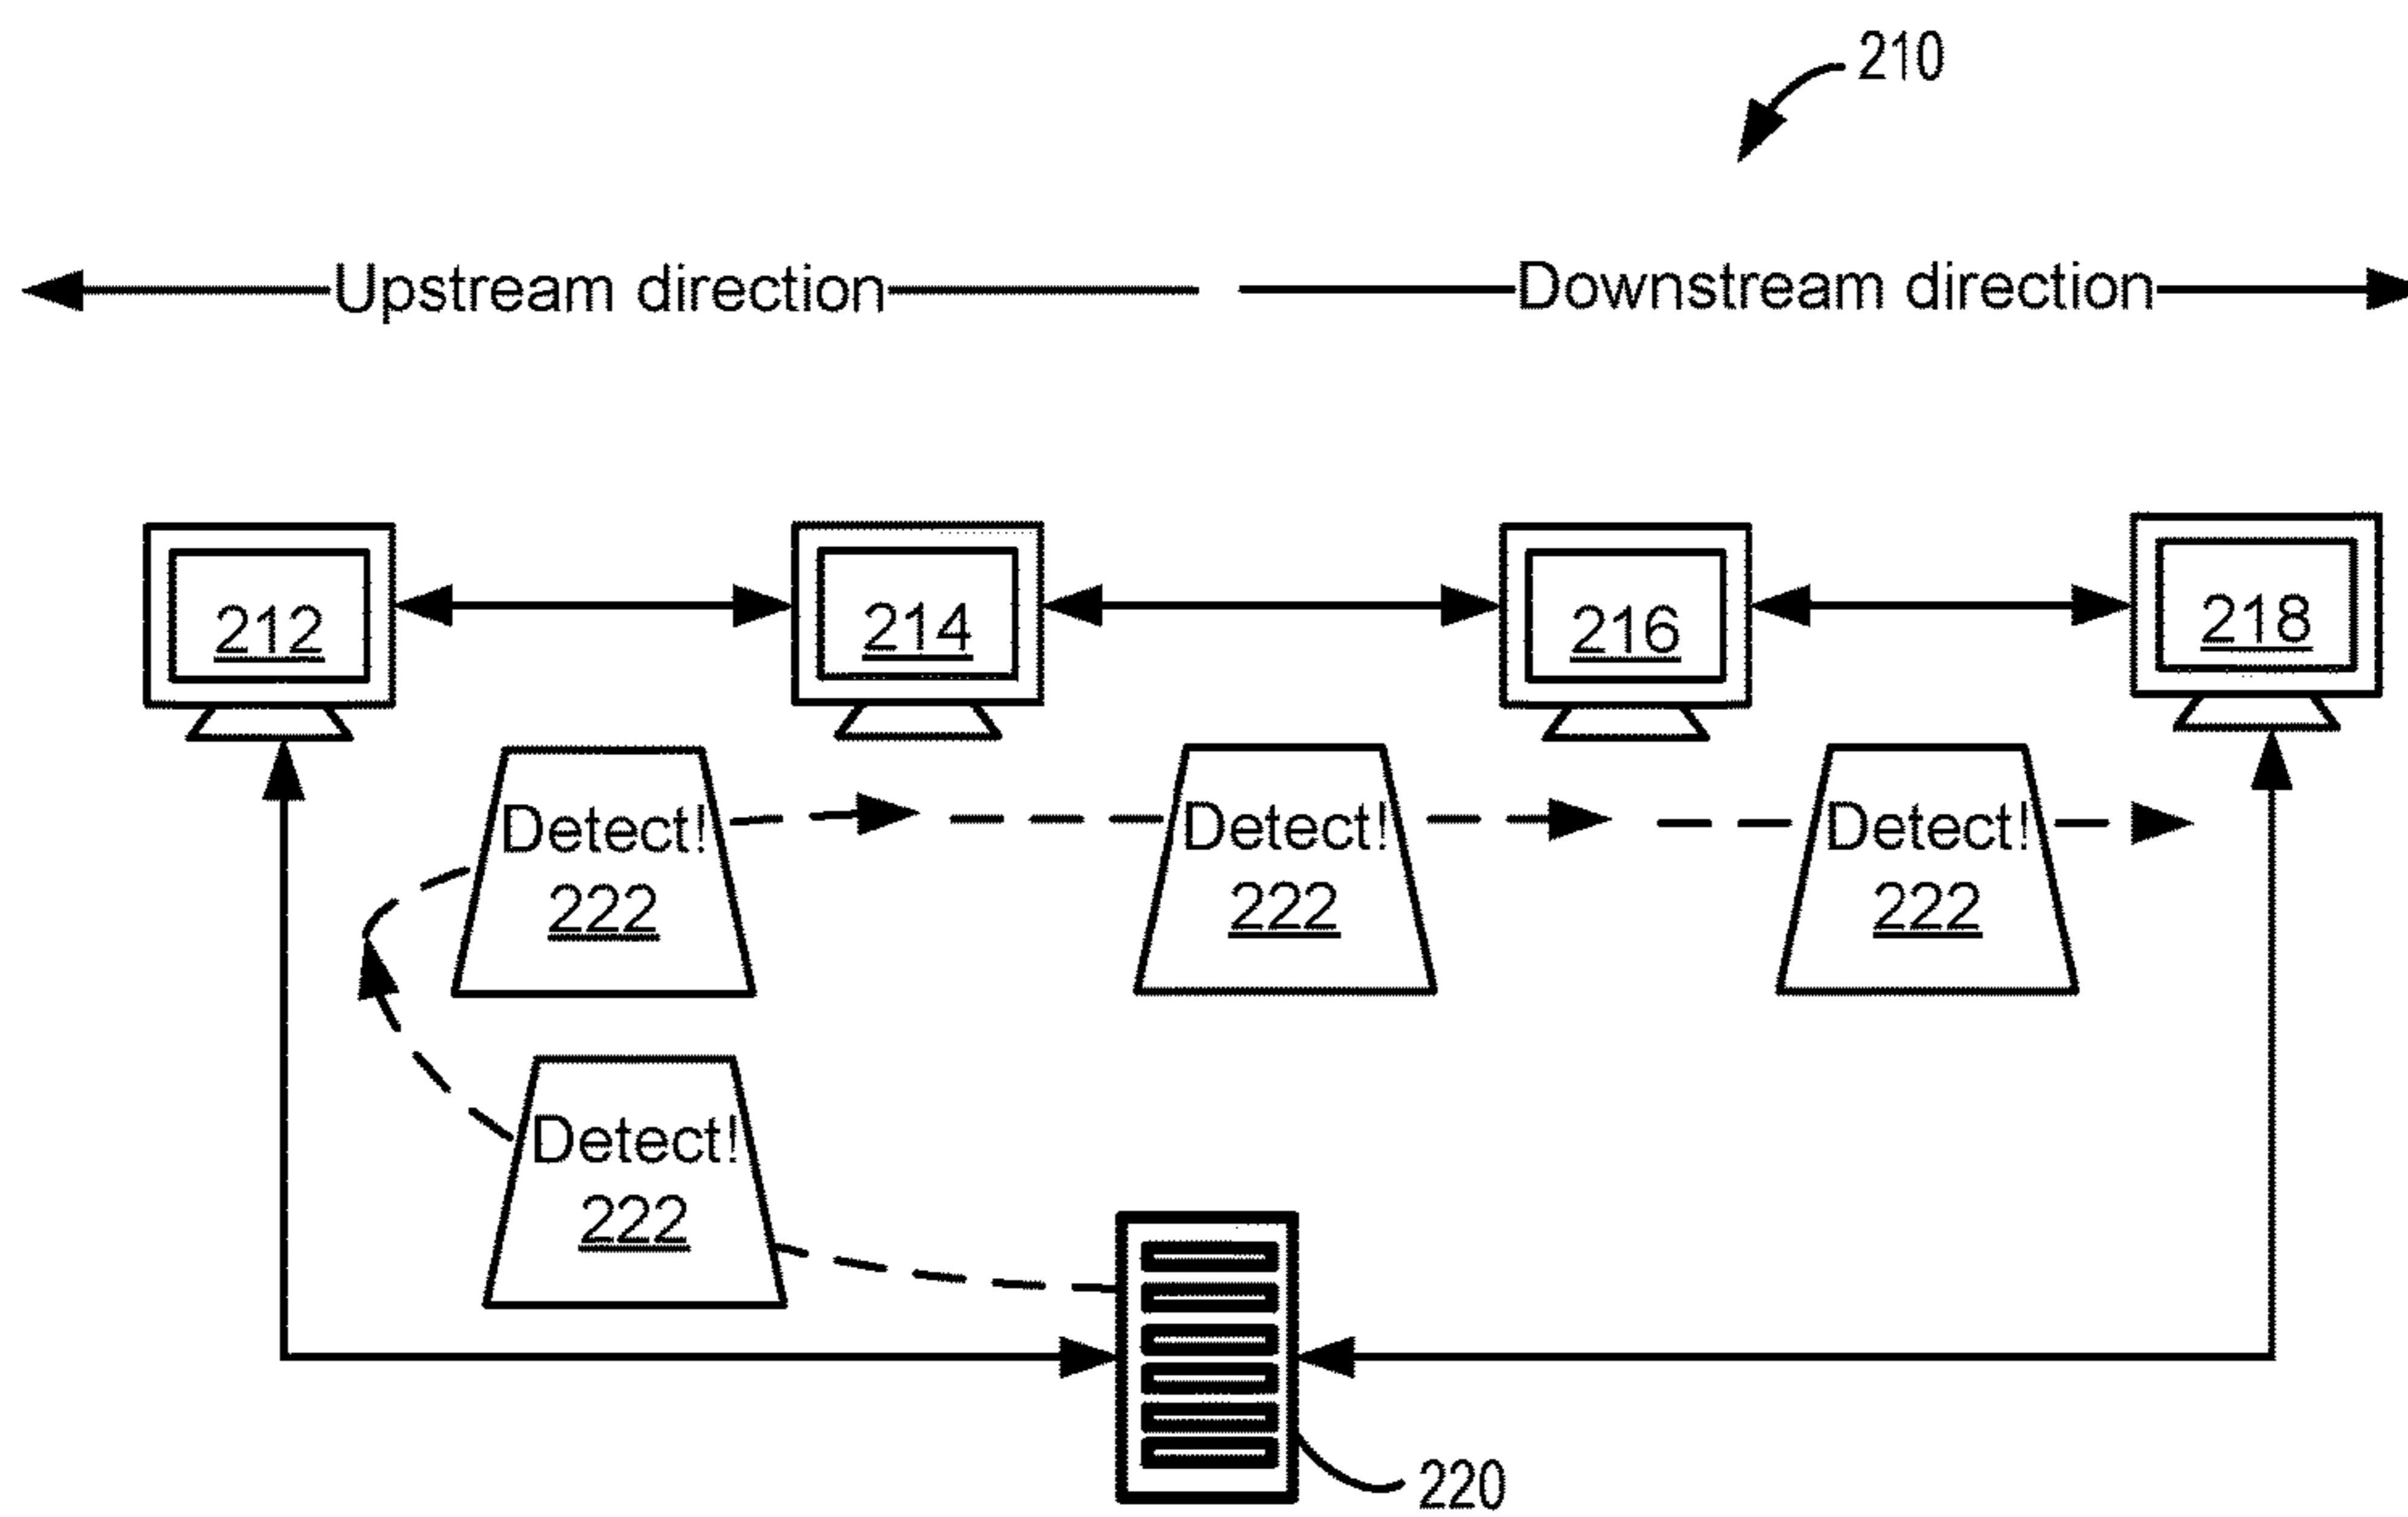 210
Upstream direction
Downstream direction
212
214
216
218
Detect!
222
Detect!
222
Detect!
222
Detect!
222
220